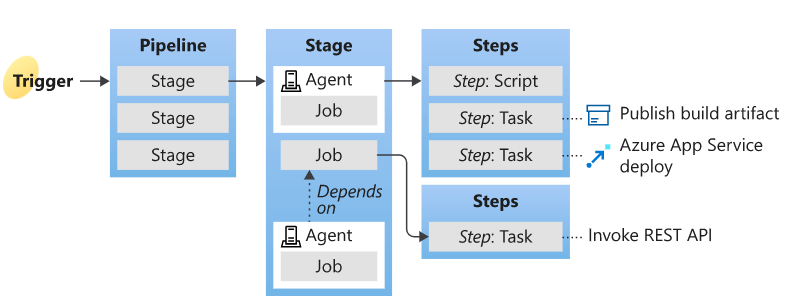 Trigger
Pipeline
Stage
Stage
Stage
Stage
Agent
Job
Job
Depends
on
Agent
Job
Steps
Step: Script
Step: Task
Step: Task
Publish build artifact
Azure App Service
deploy
Steps
Step: Task
Invoke REST API